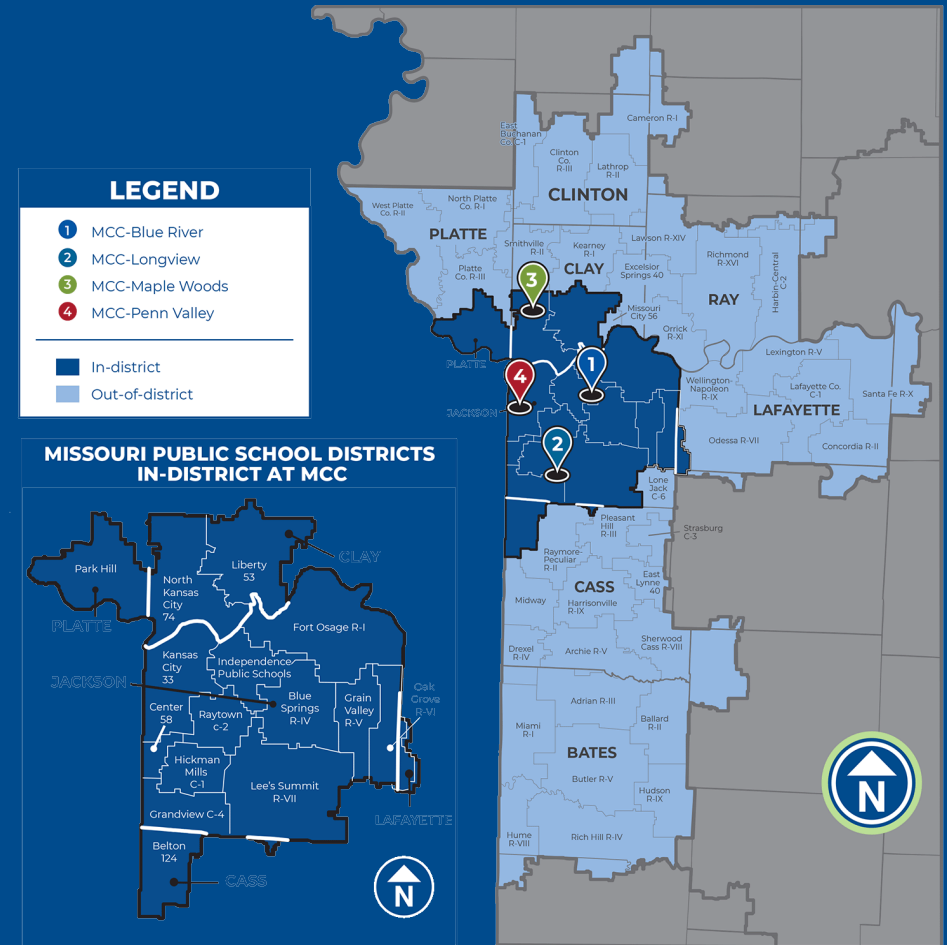 LEGEND
1 MCC-Blue River
2 MCC-Longview
3 MCC-Maple Woods
4 MCC-Penn Valley
In-district
Out-of-district
MISSOURI PUBLIC SCHOOL DISTRICTS
IN-DISTRICT AT MCC
CLAY
Park Hill
Liberty
53
North
Kansas
City
74
PLATTE
Fort Osage R-I
Kansas
City
33
Independence
Public Schools
JACKSON
Oak
Grove
R-VI
Center
58
Raytown
c-2
Blue
Springs
R-IV
Grain
Valley
R-V
Hickman
Mills
C-1
Lee's Summit
R-VII
Grandview C-4
LAFAYETTE
Belton
124
CASS
N
East
Buchanan
Co. C-1
Cameron R-I
Clinton
Co.
R-III
Lathrop
R-II
CLINTON
West Platte
Co. R-II
North Platte
Co. R-I
PLATTE
Smithville
R-II
Kearney
R-I
Lawson R-XIV
Platte
Co. R-III
CLAY
Excelsior
Springs 40
Richmond
R-XVI
Hardin-Central
C-2
RAY
3
Missouri
City 56
Orrick
R-XI
PLATTE
1
4
JACKSON
2
Lexington R-V
Wellington-
Napoleon
R-IX
Lafayette Co.
C-1
Santa Fe R-X
LAFAYETTE
Odessa R-VII
Concordia R-II
Lone
Jack
C-6
Pleasant
Hill
R-III
Strasburg
C-3
Raymore-
Peculiar
R-II
East
Lynne
40
CASS
Midway
Harrisonville
R-IX
Sherwood
Cass R-VIII
Drexel
R-IV
Archie R-V
Adrian R-III
Miami
R-I
Ballard
R-II
BATES
Butler R-V
Hudson
R-IX
Hume
R-VIII
Rich Hill R-IV
N